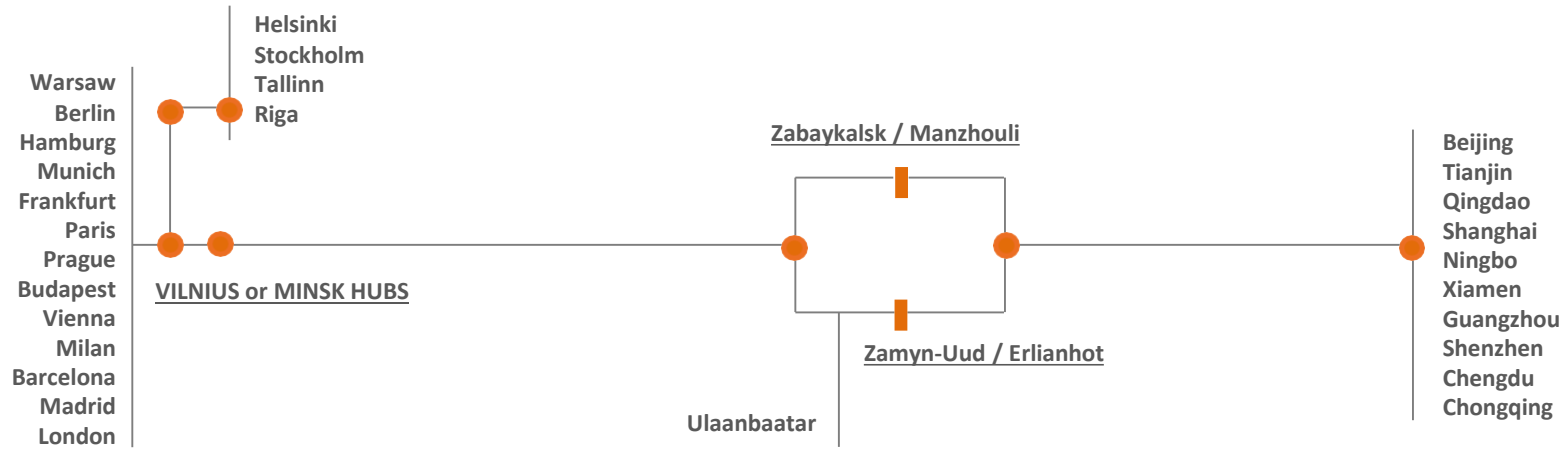 Helsinki
Stockholm
Tallinn
Riga
Warsaw
Berlin
Hamburg
Munich
Frankfurt
Paris
Prague
Budapest
Vienna
Milan
Barcelona
Madrid
London
VILNIUS or MINSK HUBS
Zabaykalsk / Manzhouli
Zamyn-Uud / Erlianhot
Ulaanbaatar
Beijing
Tianjin
Qingdao
Shanghai
Ningbo
Xiamen
Guangzhou
Shenzhen
Chengdu
Chongqing